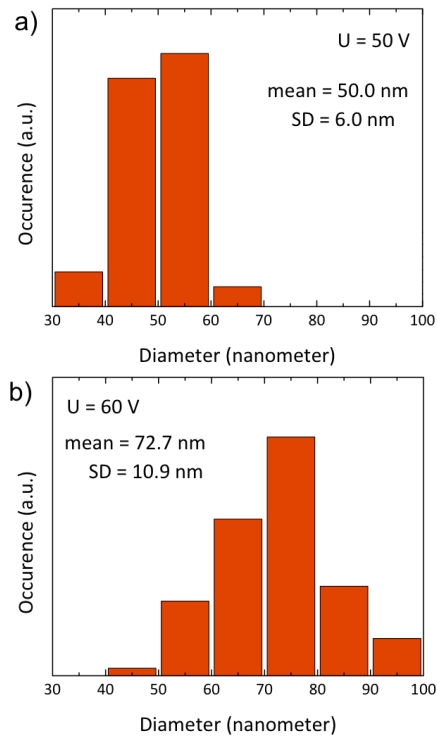 a)
U = 50 V
mean = 50.0 nm
SD = 6.0 nm
Occurence (a.u.)
30 40 50 60 70 80 90 100
Diameter (nanometer)
b)
U = 60 V
mean = 72.7 nm
SD = 10.9 nm
Occurence (a.u.)
30 40 50 60 70 80 90 100
Diameter (nanometer)